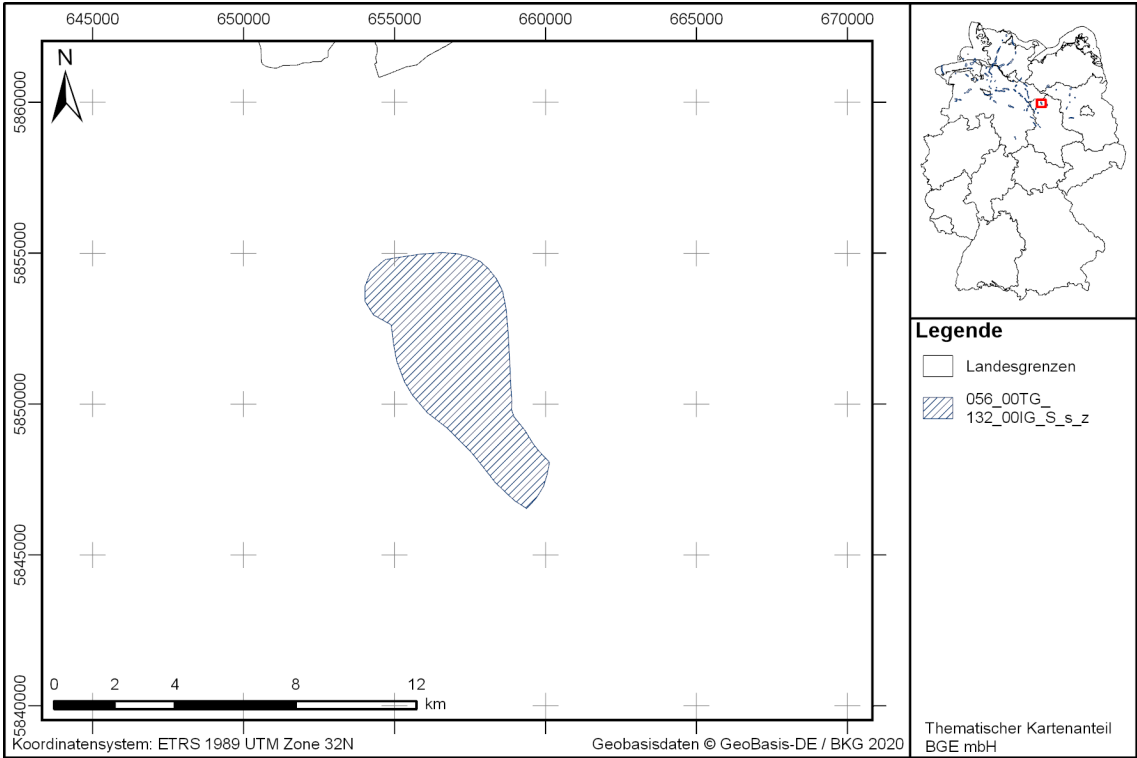 645000 650000 655000 660000 665000 670000
N
5860000
5855000
5850000
5845000
5840000
0 2 4 8 12
km
Koordinatensystem: ETRS 1989 UTM Zone 32N
Geobasisdaten © GeoBasis-DE / BKG 2020
Legende
Landesgrenzen
056_00TG_
132_00IG_S_s_z
Thematischer Kartenanteil
BGE mbH